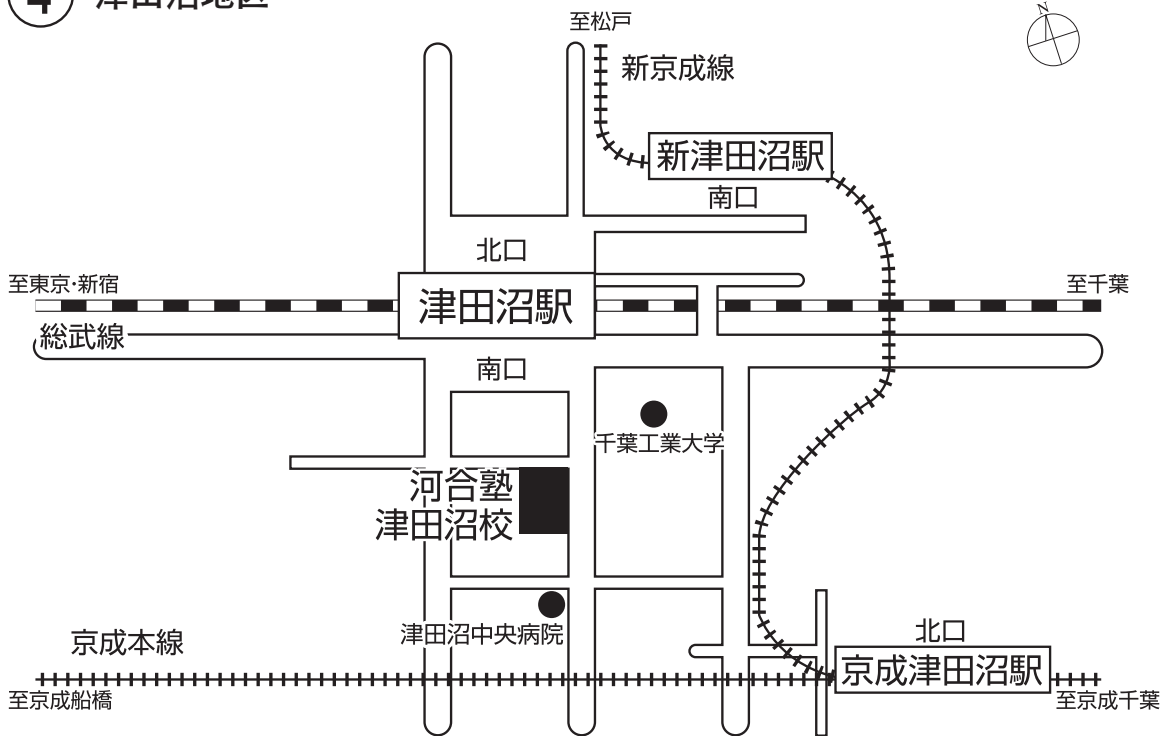 ④ 津田沼地区
至松戸
N
新京成線
新津田沼駅
南口
北口
至東京・新宿
津田沼駅
至千葉
総武線
南口
千葉工業大学
河合塾
津田沼校
津田沼中央病院
京成本線
北口
京成津田沼駅
至京成船橋
至京成千葉